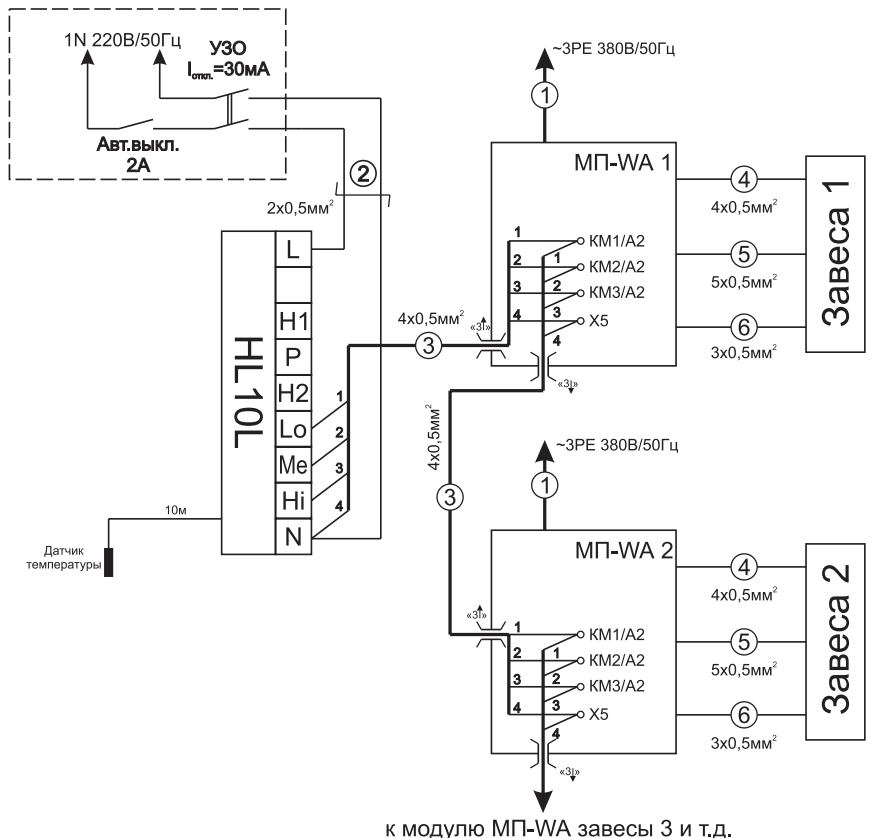 1N 220В/50Гц
УЗО
Iоткл.=30мА
Авт.выкл.
2А
2
2х0,5мм²
HL10L
L
H1
P
H2
Lo
Me
Hi
N
1
2
3
4
10м
Датчик
температуры
4х0,5мм²
3
«3I»
~3РЕ 380В/50Гц
1
МП-WA 1
1
2
3
4
КМ1/А2
КМ2/А2
КМ3/А2
Х5
1
2
3
4
«3I»
4
4х0,5мм²
5
5х0,5мм²
6
3х0,5мм²
Завеса 1
4х0,5мм²
3
~3РЕ 380В/50Гц
1
МП-WA 2
«3I»
1
2
3
4
КМ1/А2
КМ2/А2
КМ3/А2
Х5
1
2
3
4
«3I»
4
4х0,5мм²
5
5х0,5мм²
6
3х0,5мм²
Завеса 2
к модулю МП-WA завесы 3 и т.д.